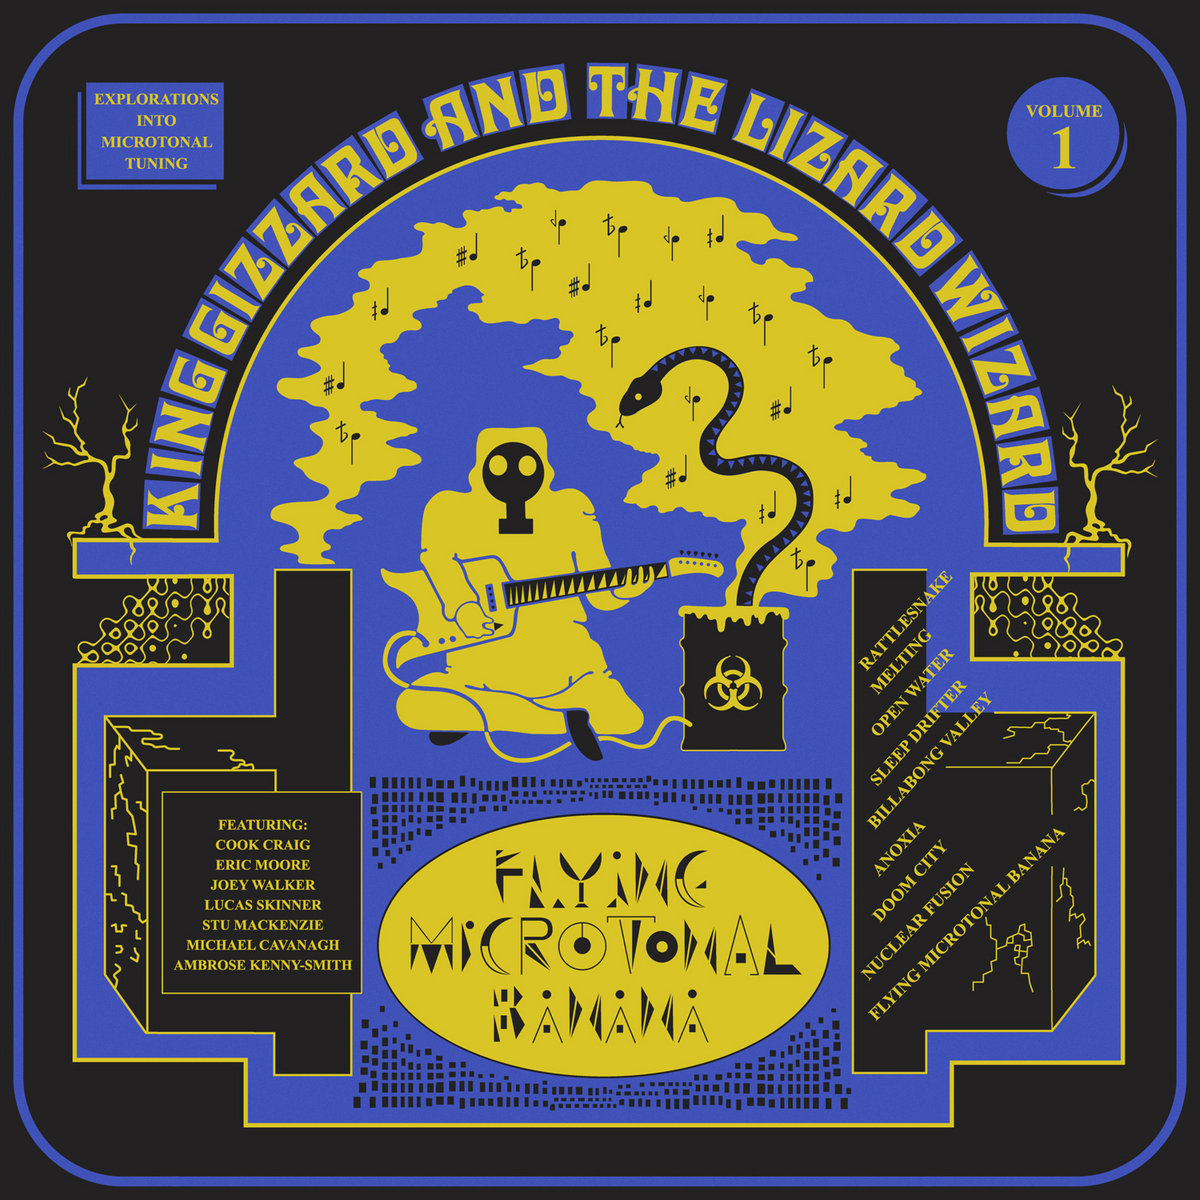 EXPLORATIONS
INTO
MICROTONAL
TUNING
KING GIZZARD AND THE LIZARD WIZARD
VOLUME
1
FEATURING:
COOK CRAIG
ERIC MOORE
JOEY WALKER
LUCAS SKINNER
STU MACKENZIE
MICHAEL CAVANAGH
AMBROSE KENNY-SMITH
FLYING
MICROTONAL
BANANA
RATTLESNAKE
MELTING
OPEN WATER
SLEEP DRIFTER
BILLABONG VALLEY
ANOXIA
DOOM CITY
NUCLEAR FUSION
FLYING MICROTONAL BANANA